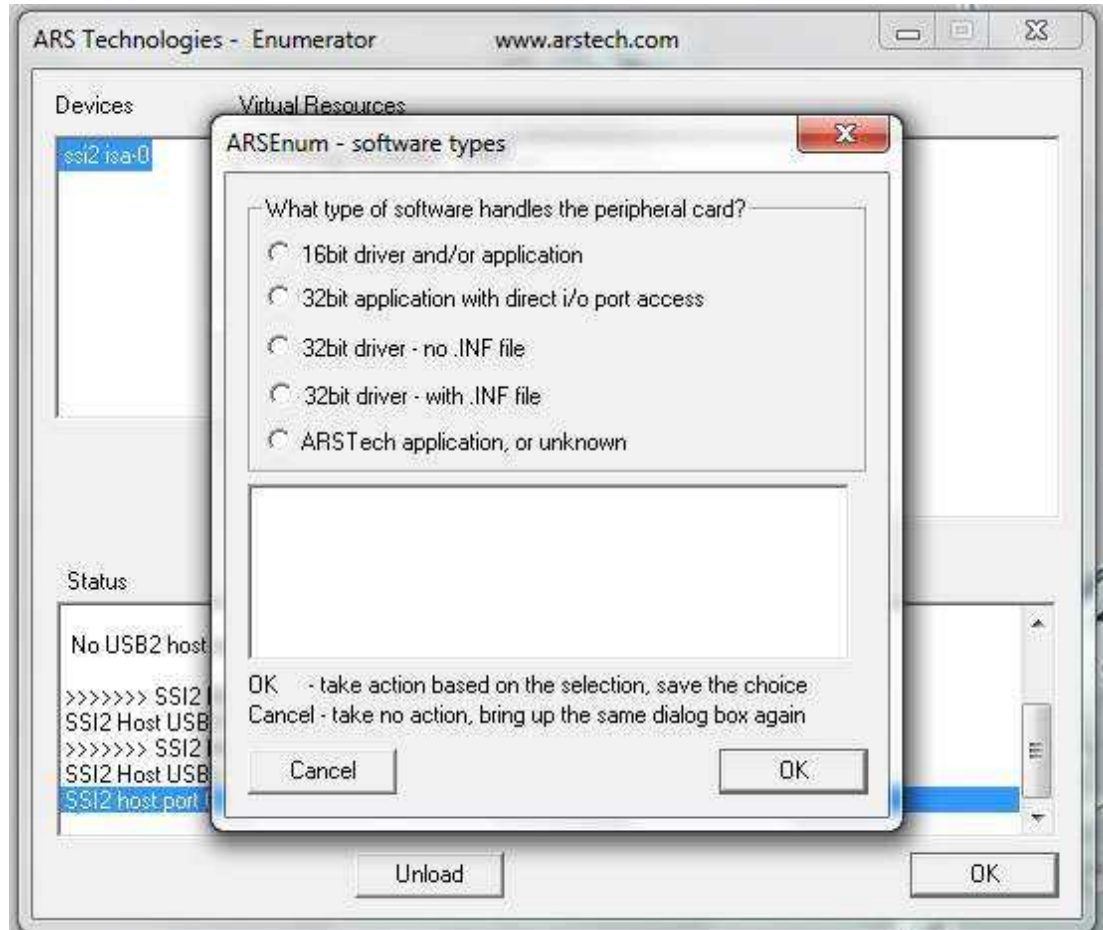 ARS Technologies - Enumerator www.arstech.com
Devices Virtual Resources
ssi2 isa-0
ARSEnum - software types
What type of software handles the peripheral card?
16bit driver and/or application
32bit application with direct i/o port access
32bit driver - no .INF file
32bit driver - with .INF file
ARSTech application, or unknown
OK - take action based on the selection, save the choice
Cancel - take no action, bring up the same dialog box again
Cancel OK
Status
No USB2 host
>>>>>>> SSI2
SSI2 Host USB
>>>>>>> SSI2
SSI2 Host USB
SSI2 host port
Unload OK